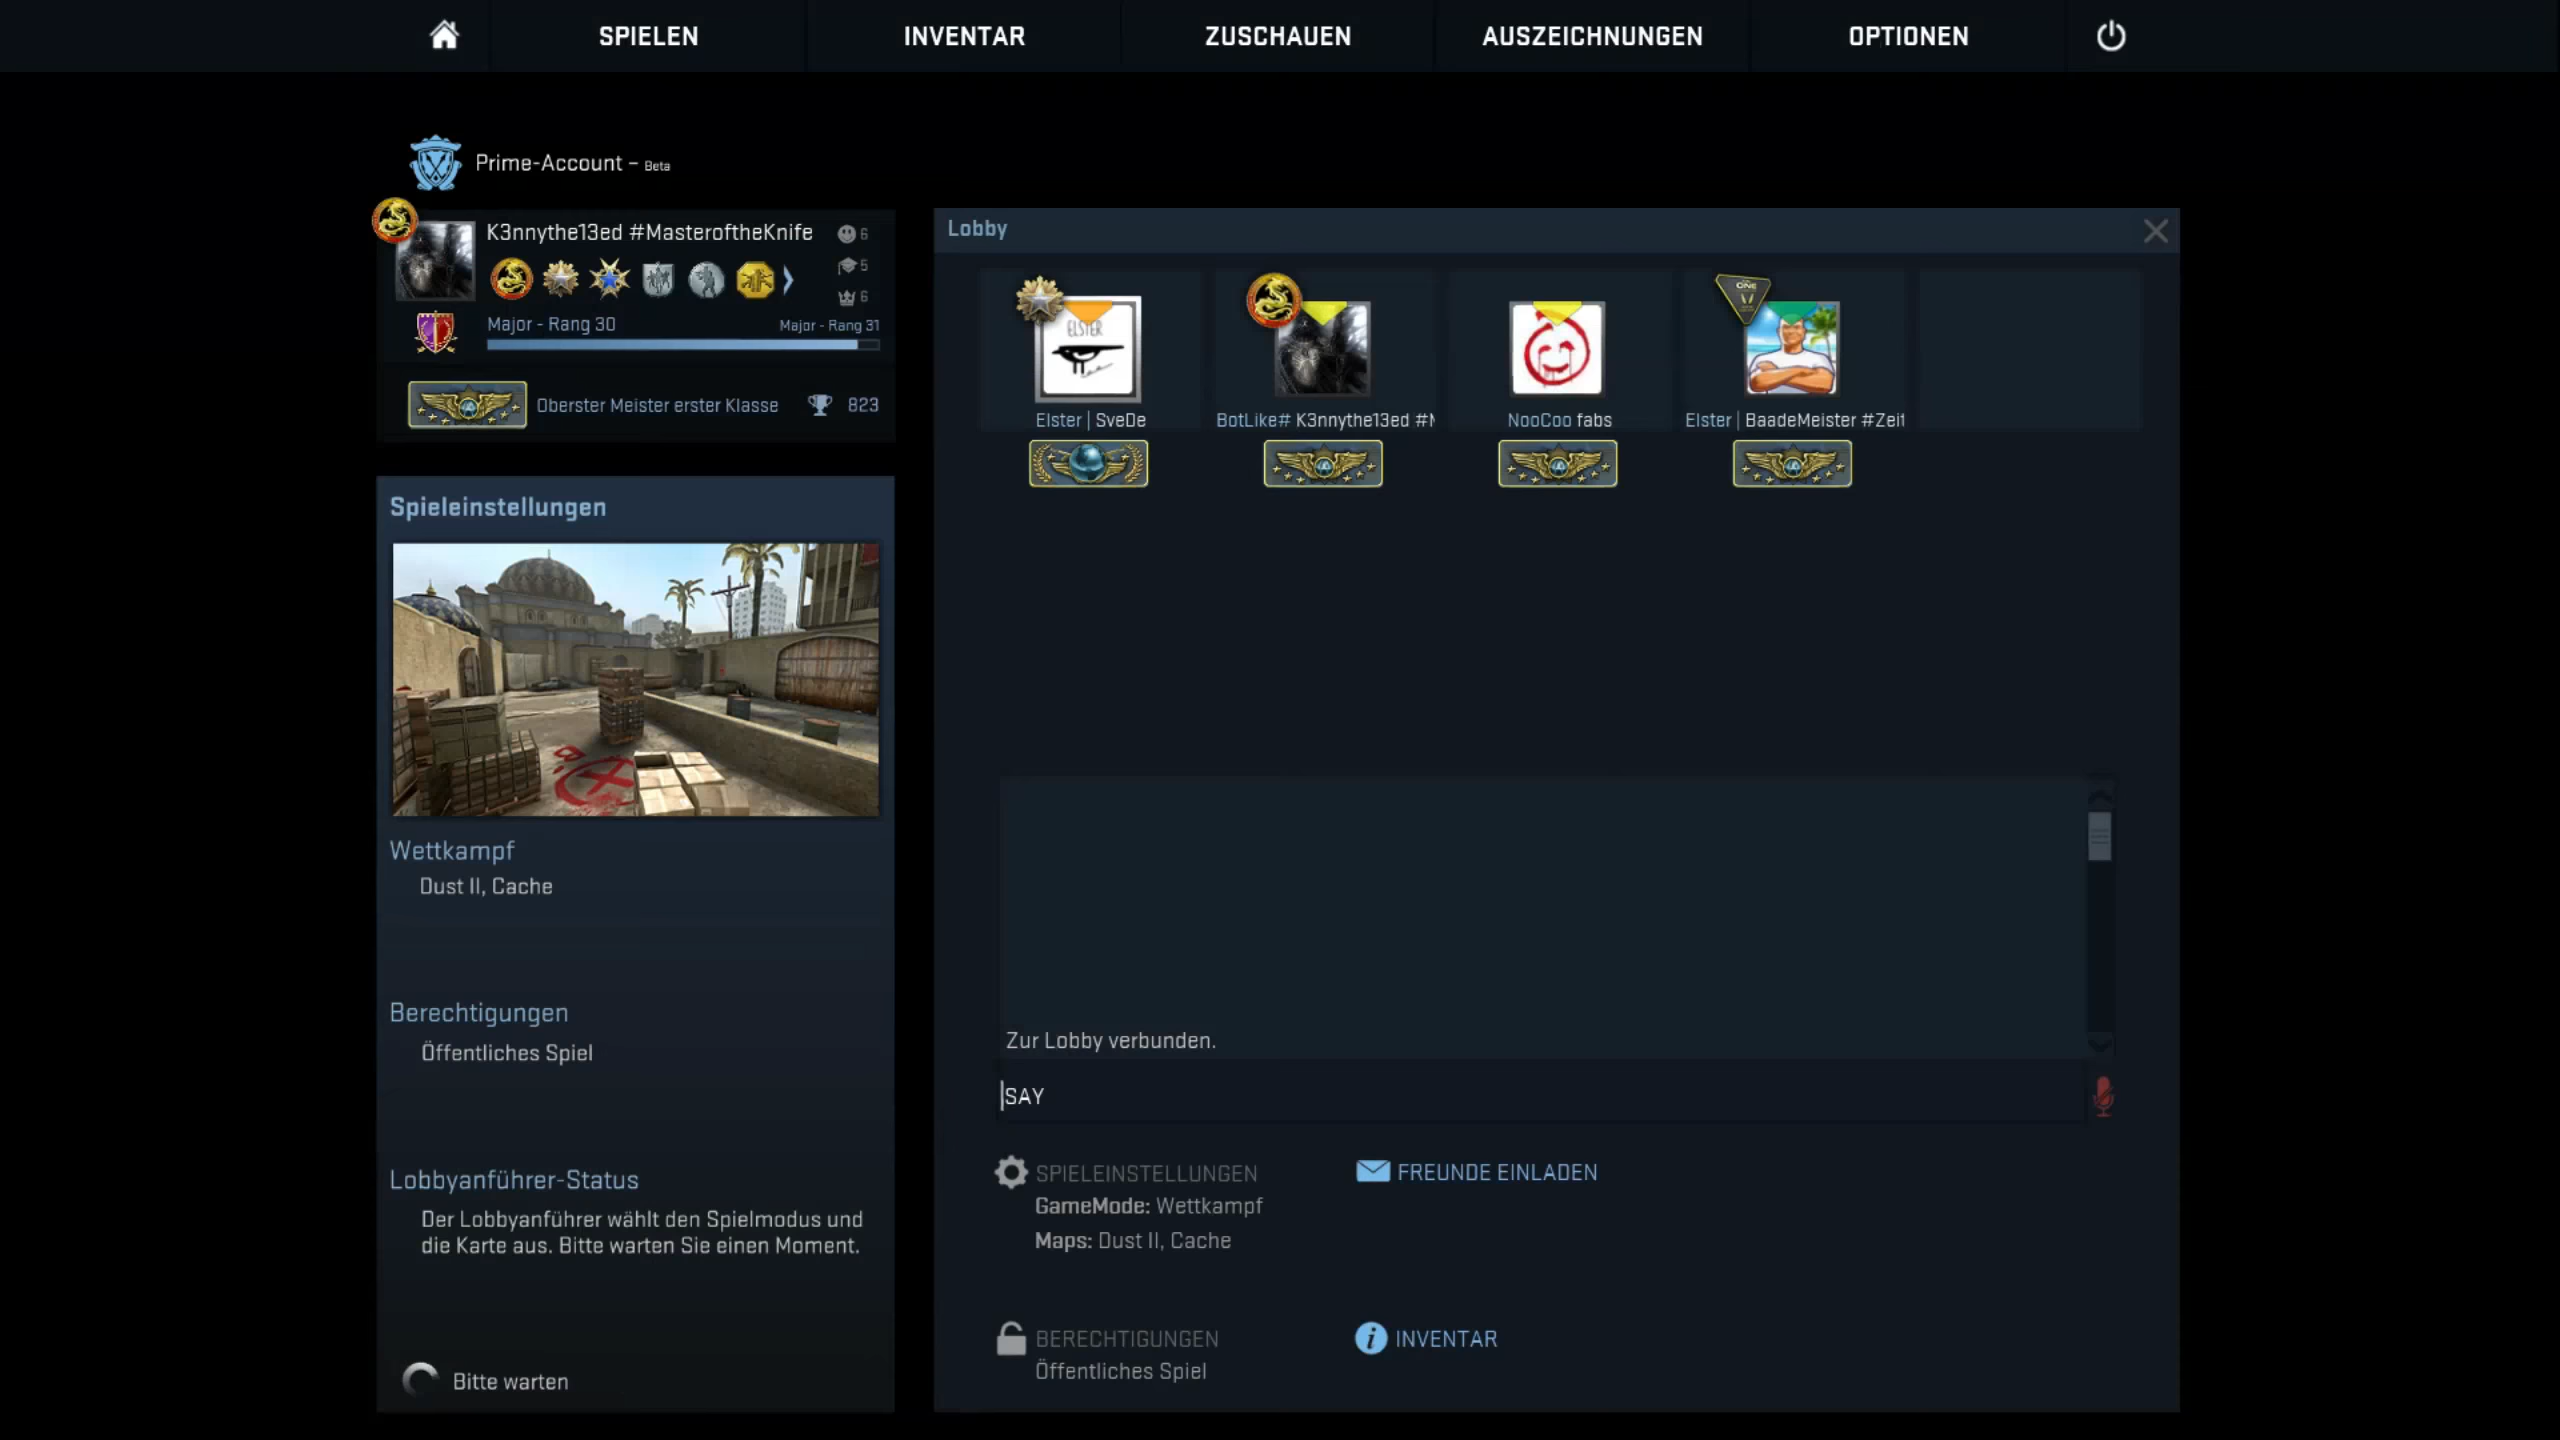 SPIELEN
INVENTAR
ZUSCHAUEN
AUSZEICHNUNGEN
OPTIONEN
Prime-Account – Beta
K3nnythe13ed #MasteroftheKnife
6
5
6
Major - Rang 30
Major - Rang 31
Oberster Meister erster Klasse
823
Spieleinstellungen
Wettkampf
Dust II, Cache
Berechtigungen
Öffentliches Spiel
Lobbyanführer-Status
Der Lobbyanführer wählt den Spielmodus und
die Karte aus. Bitte warten Sie einen Moment.
Bitte warten
Lobby
ELSTER
ONE
Elster | SveDe
BotLike# K3nnythe13ed #M
NooCoo fabs
Elster | BaadeMeister #Zeit
Zur Lobby verbunden.
SAY
SPIELEINSTELLUNGEN
GameMode: Wettkampf
Maps: Dust II, Cache
FREUNDE EINLADEN
BERECHTIGUNGEN
Öffentliches Spiel
INVENTAR